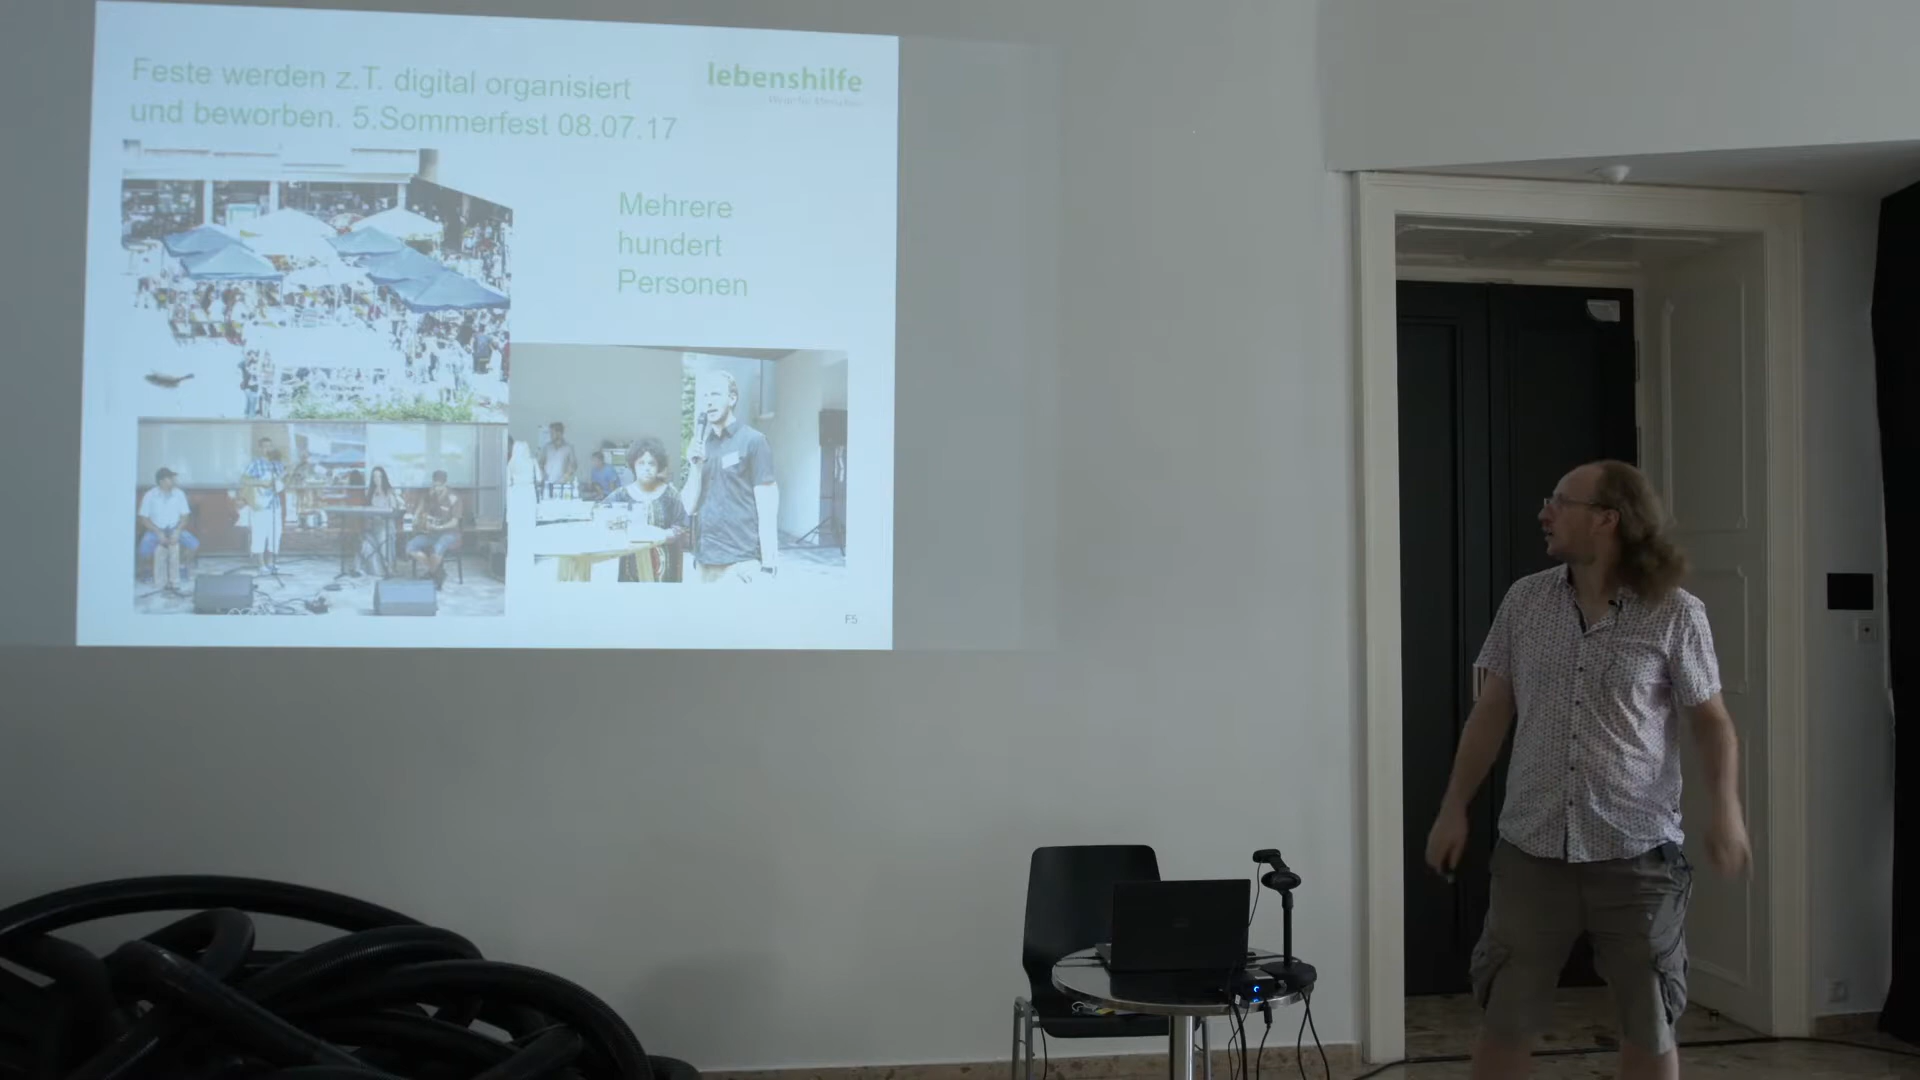 Feste werden z.T. digital organisiert
und beworben. 5.Sommerfest 08.07.17
lebenshilfe
Mehrere
hundert
Personen
F5